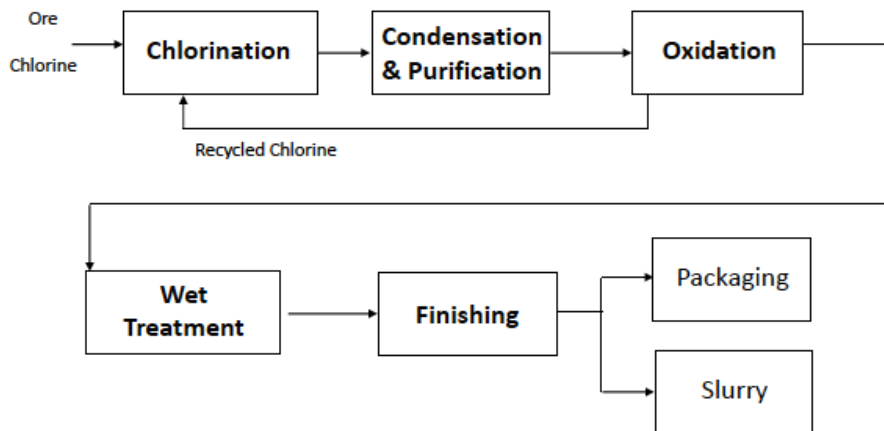 Ore
Chlorine
Chlorination
Condensation
& Purification
Oxidation
Recycled Chlorine
Wet
Treatment
Finishing
Packaging
Slurry